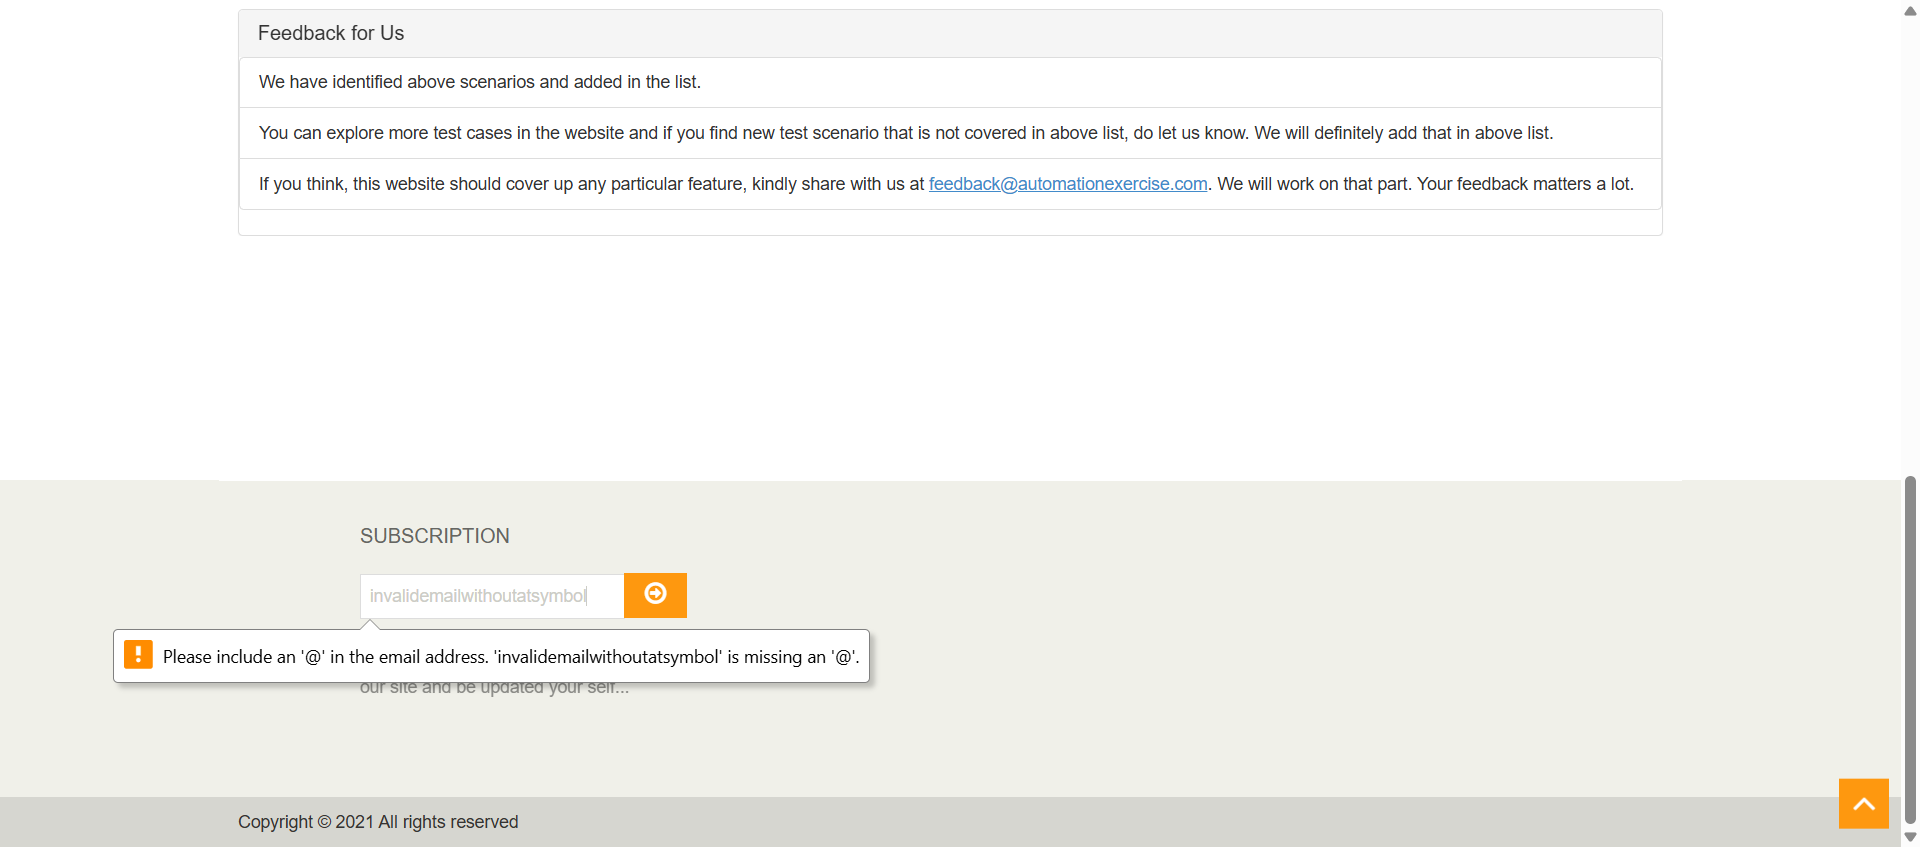 Feedback for Us
We have identified above scenarios and added in the list.
You can explore more test cases in the website and if you find new test scenario that is not covered in above list, do let us know. We will definitely add that in above list.
If you think, this website should cover up any particular feature, kindly share with us at feedback@automationexercise.com. We will work on that part. Your feedback matters a lot.
SUBSCRIPTION
invalidemailwithoutatsymbol
Please include an '@' in the email address. 'invalidemailwithoutatsymbol' is missing an '@'.
our site and be updated your self...
Copyright © 2021 All rights reserved